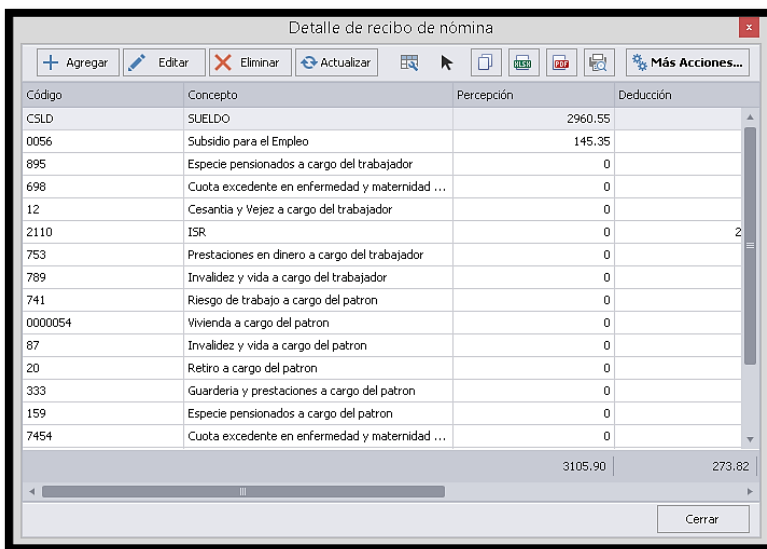 Detalle de recibo de nómina
x
Agregar Editar Eliminar Actualizar XLSX PDF Más Acciones...
Código Concepto Percepción Deducción
CSLD SUELDO 2960.55
0056 Subsidio para el Empleo 145.35
895 Especie pensionados a cargo del trabajador 0
698 Cuota excedente en enfermedad y maternidad ... 0
12 Cesantia y Vejez a cargo del trabajador 0
2110 ISR 0 2
753 Prestaciones en dinero a cargo del trabajador 0
789 Invalidez y vida a cargo del trabajador 0
741 Riesgo de trabajo a cargo del patron 0
0000054 Vivienda a cargo del patron 0
87 Invalidez y vida a cargo del patron 0
20 Retiro a cargo del patron 0
333 Guarderia y prestaciones a cargo del patron 0
159 Especie pensionados a cargo del patron 0
7454 Cuota excedente en enfermedad y maternidad ... 0
3105.90 273.82
Cerrar